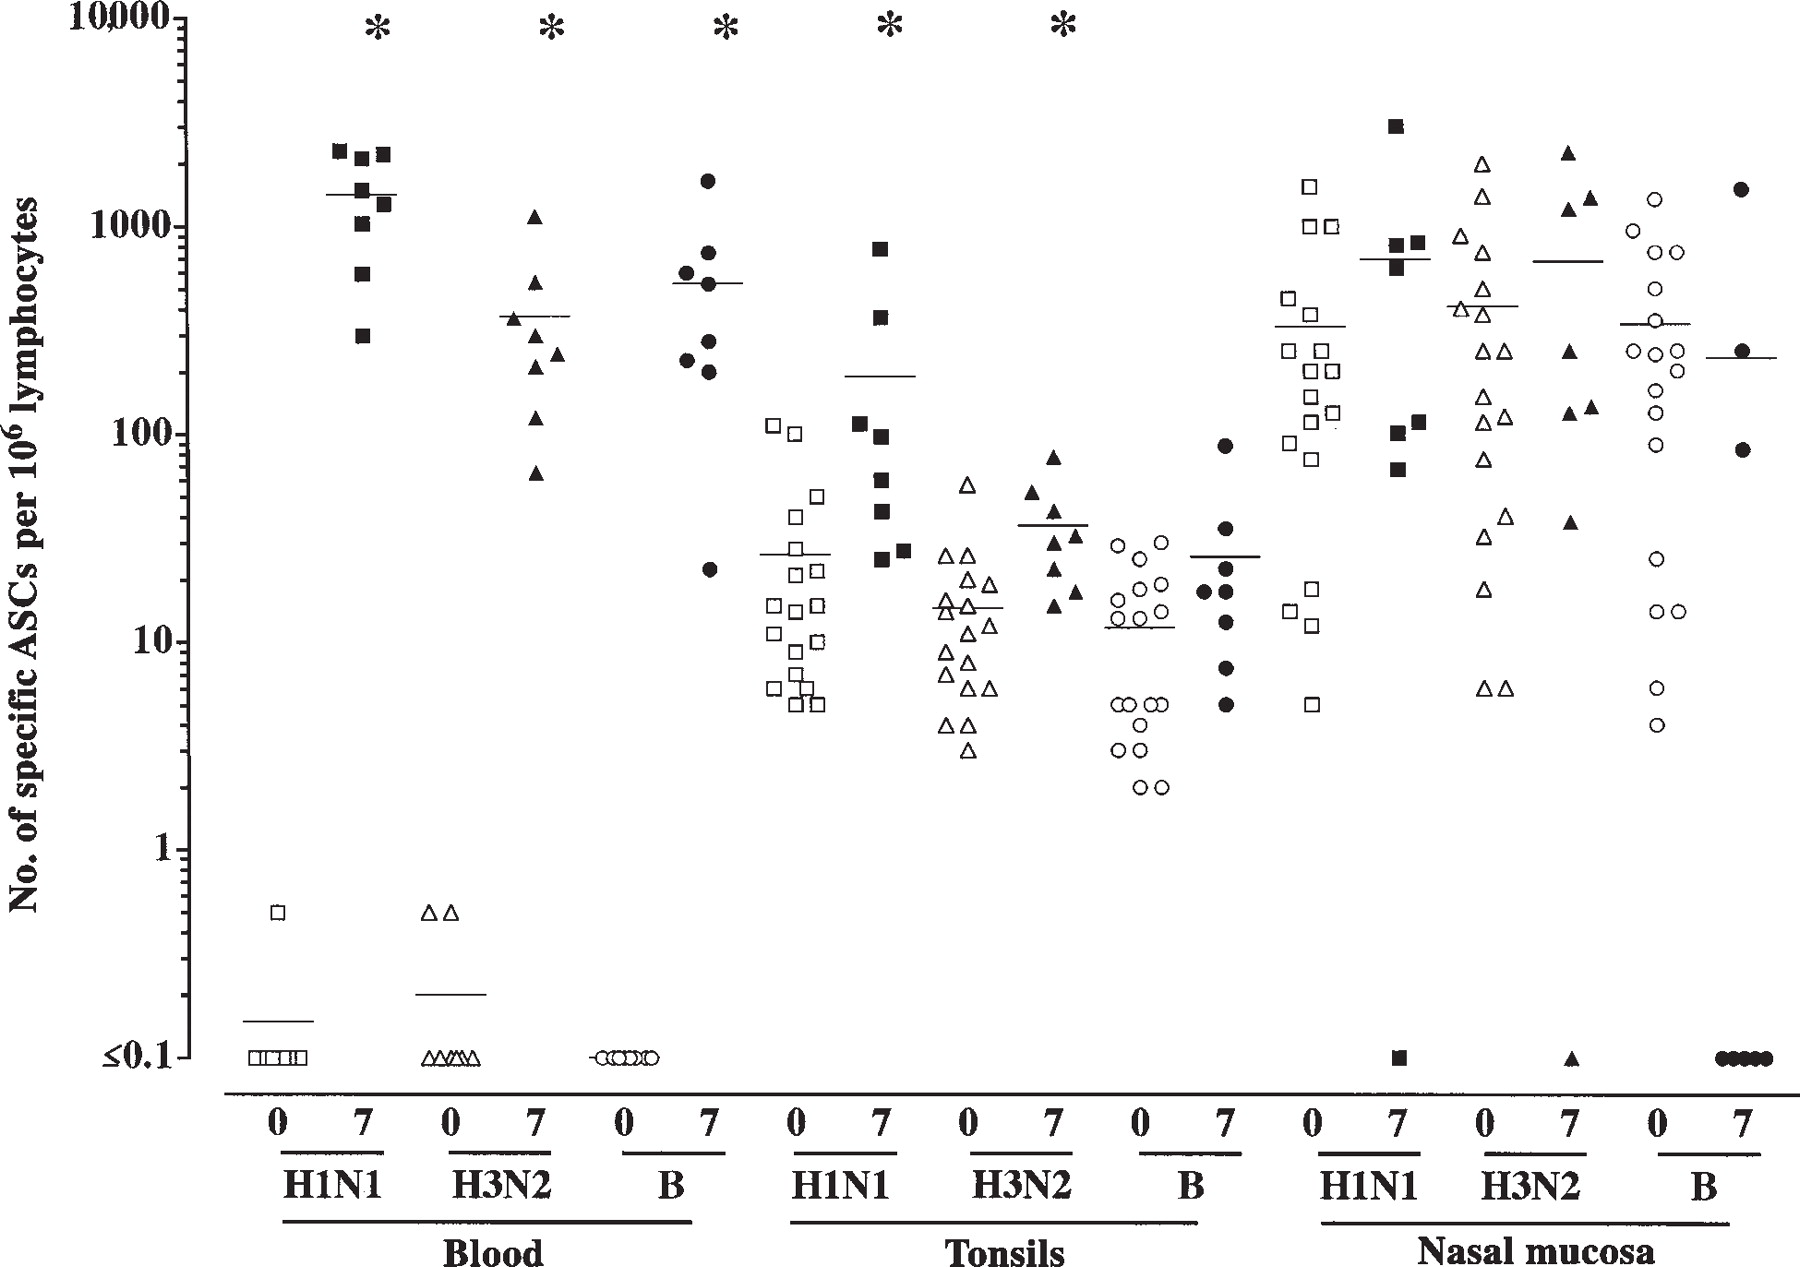 No. of specific ASCs per 10⁶ lymphocytes
10,000
1000
100
10
1
≤0.1
* * * * *
0 7 0 7 0 7 0 7 0 7 0 7 0 7 0 7 0 7
H1N1 H3N2 B H1N1 H3N2 B H1N1 H3N2 B
Blood Tonsils Nasal mucosa